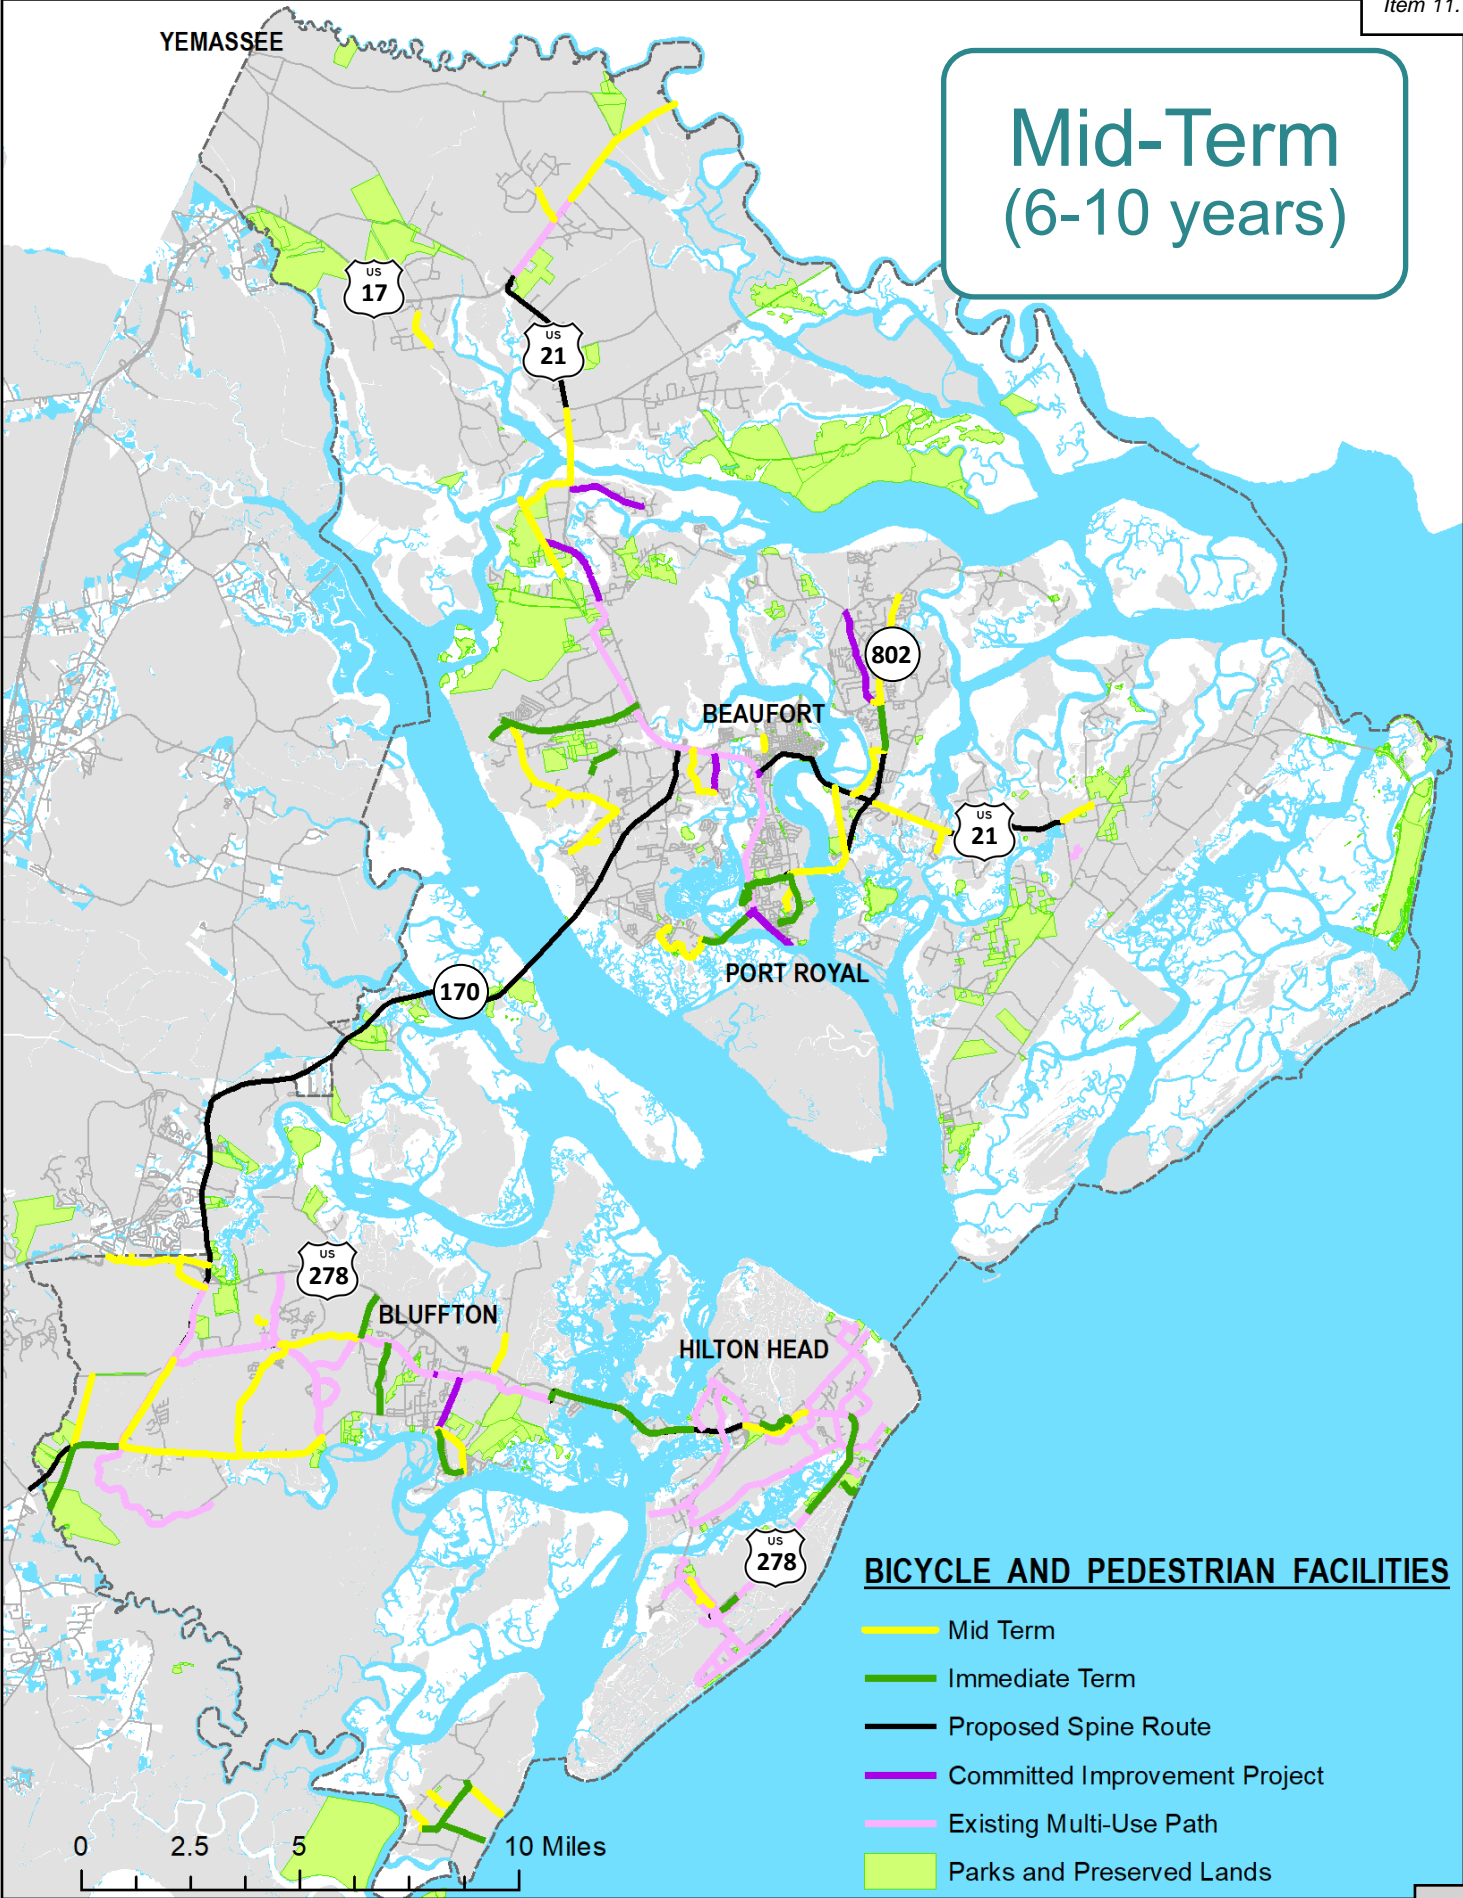 Item 11.
YEMASSEE
Mid-Term
(6-10 years)
US
17
US
21
802
BEAUFORT
US
21
PORT ROYAL
170
US
278
BLUFFTON
HILTON HEAD
US
278
BICYCLE AND PEDESTRIAN FACILITIES
Mid Term
Immediate Term
Proposed Spine Route
Committed Improvement Project
Existing Multi-Use Path
Parks and Preserved Lands
0 2.5 5 10 Miles